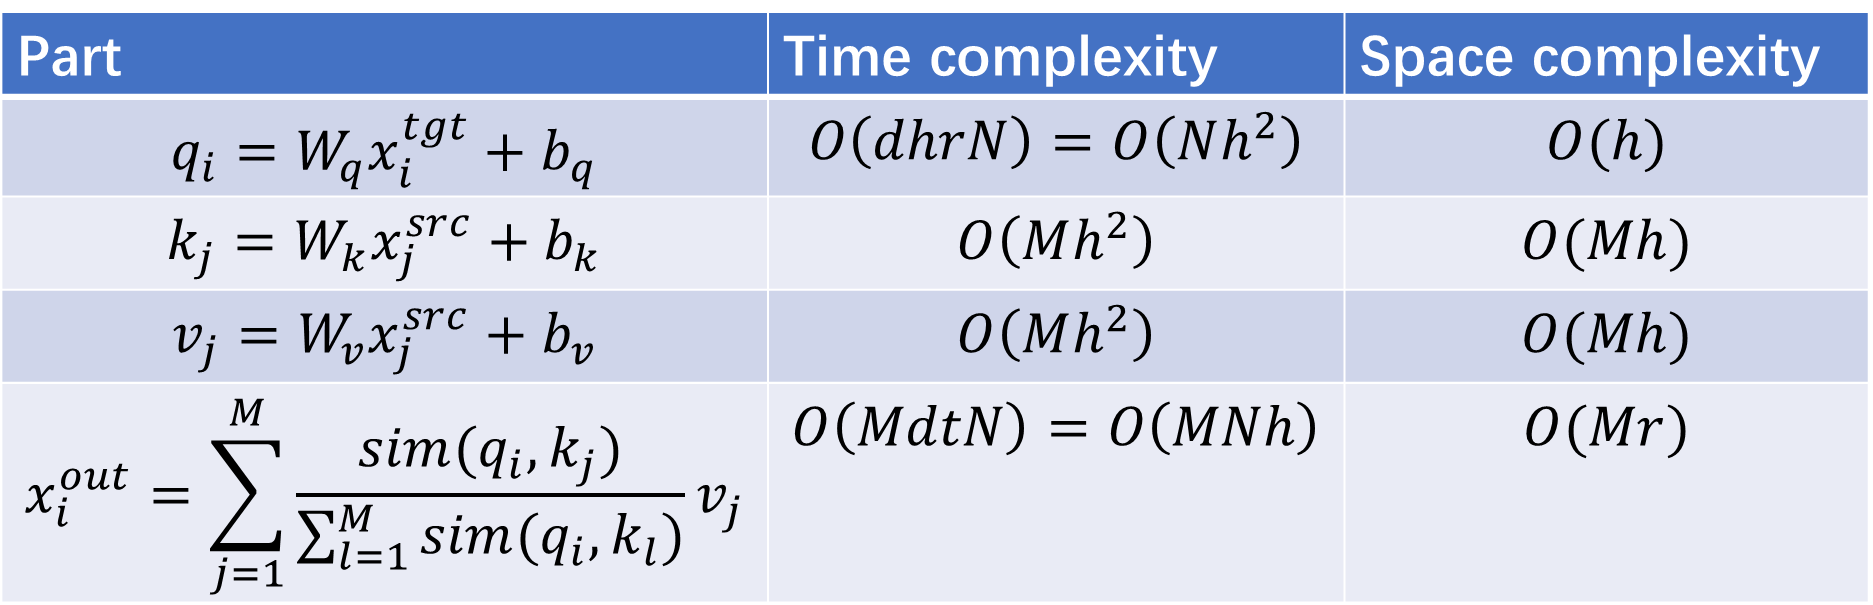 Part Time complexity Space complexity
q_i = W_q x_i^{tgt} + b_q O(dhrN) = O(Nh^2) O(h)
k_j = W_k x_j^{src} + b_k O(Mh^2) O(Mh)
v_j = W_v x_j^{src} + b_v O(Mh^2) O(Mh)
x_i^{out} = \sum_{j=1}^{M} \frac{sim(q_i, k_j)}{\sum_{l=1}^{M} sim(q_i, k_l)} v_j O(MdtN) = O(MNh) O(Mr)